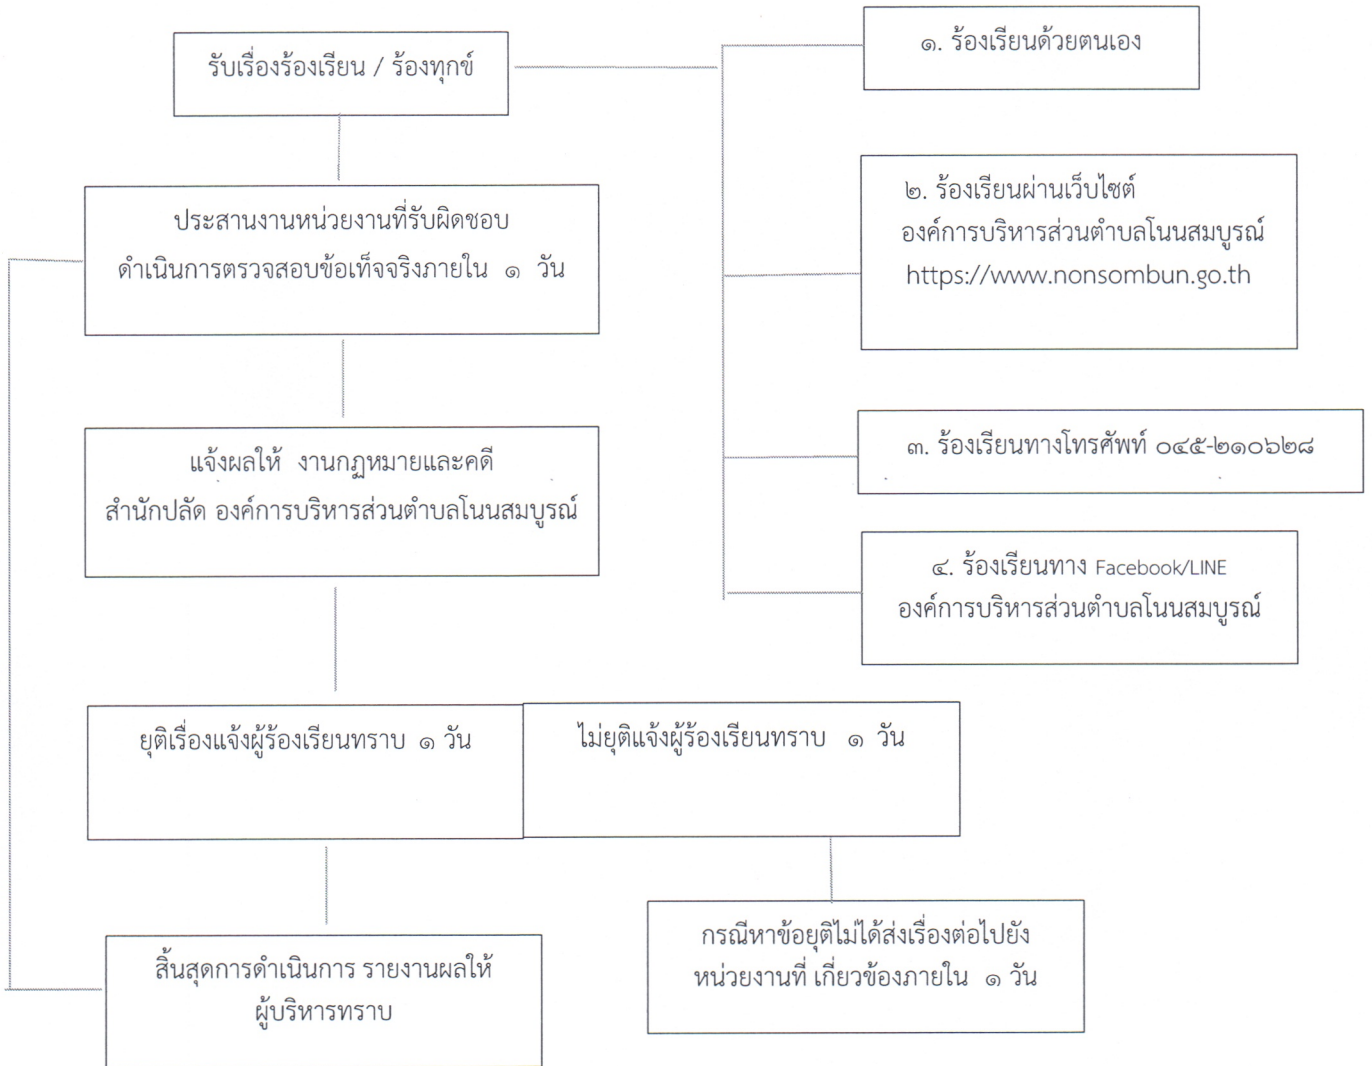 รับเรื่องร้องเรียน / ร้องทุกข์
๑. ร้องเรียนด้วยตนเอง
๒. ร้องเรียนผ่านเว็บไซต์
องค์การบริหารส่วนตำบลโนนสมบูรณ์
https://www.nonsombun.go.th
๓. ร้องเรียนทางโทรศัพท์ ๐๔๕-๒๑๐๖๒๘
๔. ร้องเรียนทาง Facebook/LINE
องค์การบริหารส่วนตำบลโนนสมบูรณ์
ประสานงานหน่วยงานที่รับผิดชอบ
ดำเนินการตรวจสอบข้อเท็จจริงภายใน ๑ วัน
แจ้งผลให้ งานกฎหมายและคดี
สำนักปลัด องค์การบริหารส่วนตำบลโนนสมบูรณ์
ยุติเรื่องแจ้งผู้ร้องเรียนทราบ ๑ วัน
ไม่ยุติแจ้งผู้ร้องเรียนทราบ ๑ วัน
สิ้นสุดการดำเนินการ รายงานผลให้
ผู้บริหารทราบ
กรณีหาข้อยุติไม่ได้ส่งเรื่องต่อไปยัง
หน่วยงานที่ เกี่ยวข้องภายใน ๑ วัน